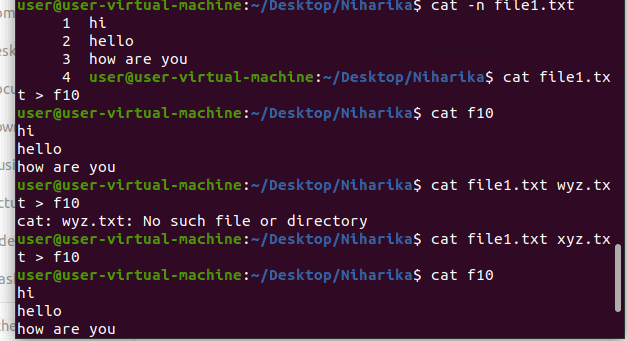 user@user-virtual-machine:~/Desktop/Niharika$ cat -n file1.txt
1 hi
2 hello
3 how are you
4 user@user-virtual-machine:~/Desktop/Niharika$ cat file1.tx
t > f10
user@user-virtual-machine:~/Desktop/Niharika$ cat f10
hi
hello
how are you
user@user-virtual-machine:~/Desktop/Niharika$ cat file1.txt wyz.tx
t > f10
cat: wyz.txt: No such file or directory
user@user-virtual-machine:~/Desktop/Niharika$ cat file1.txt xyz.tx
t > f10
user@user-virtual-machine:~/Desktop/Niharika$ cat f10
hi
hello
how are you